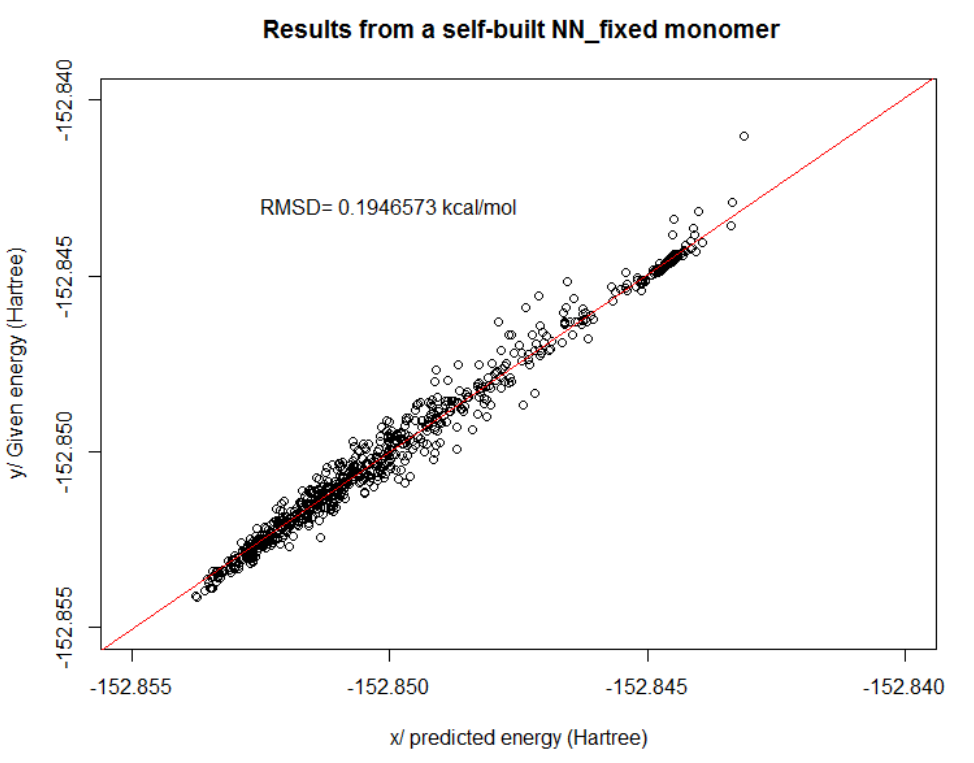 Results from a self-built NN_fixed monomer
RMSD= 0.1946573 kcal/mol
y/ Given energy (Hartree)
-152.840
-152.845
-152.850
-152.855
-152.855 -152.850 -152.845 -152.840
x/ predicted energy (Hartree)